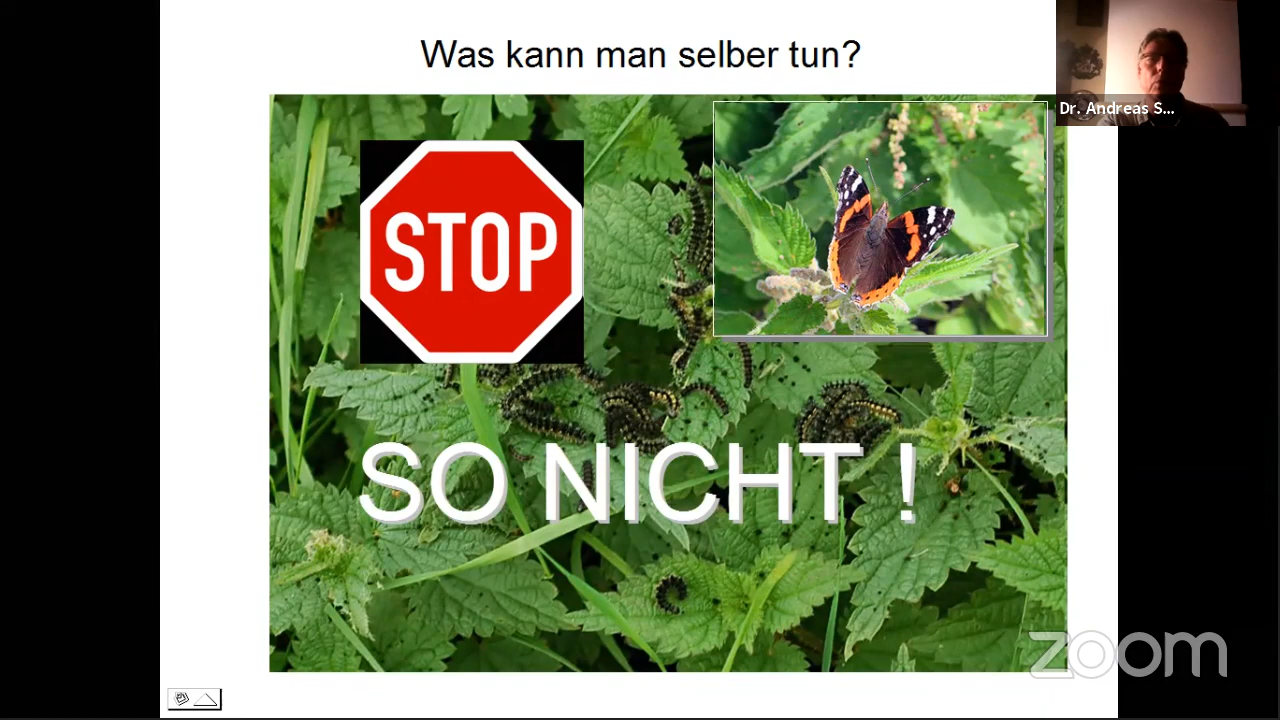 Was kann man selber tun?
Dr. Andreas S...
STOP
SO NICHT !
zoom